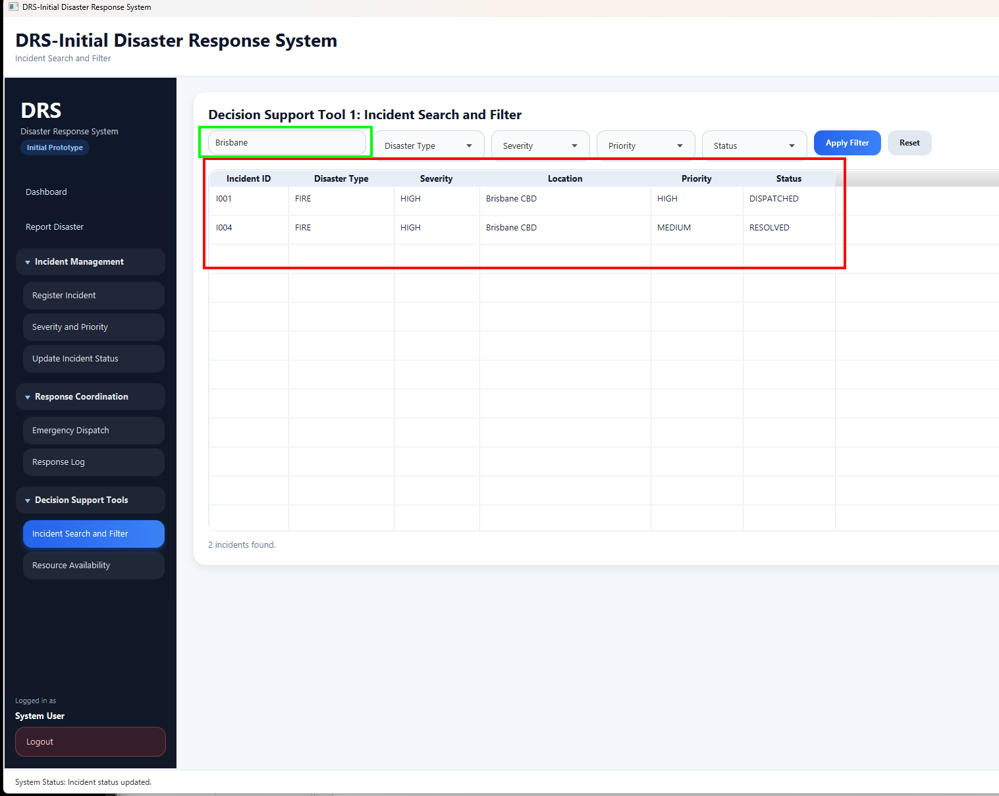 DRS-Initial Disaster Response System
DRS-Initial Disaster Response System
Incident Search and Filter
DRS
Disaster Response System
Initial Prototype
Dashboard
Report Disaster
Incident Management
Register Incident
Severity and Priority
Update Incident Status
Response Coordination
Emergency Dispatch
Response Log
Decision Support Tools
Incident Search and Filter
Resource Availability
Logged in as
System User
Logout
Decision Support Tool 1: Incident Search and Filter
Brisbane Disaster Type Severity Priority Status Apply Filter Reset
Incident ID Disaster Type Severity Location Priority Status
I001 FIRE HIGH Brisbane CBD HIGH DISPATCHED
I004 FIRE HIGH Brisbane CBD MEDIUM RESOLVED
2 incidents found.
System Status: Incident status updated.